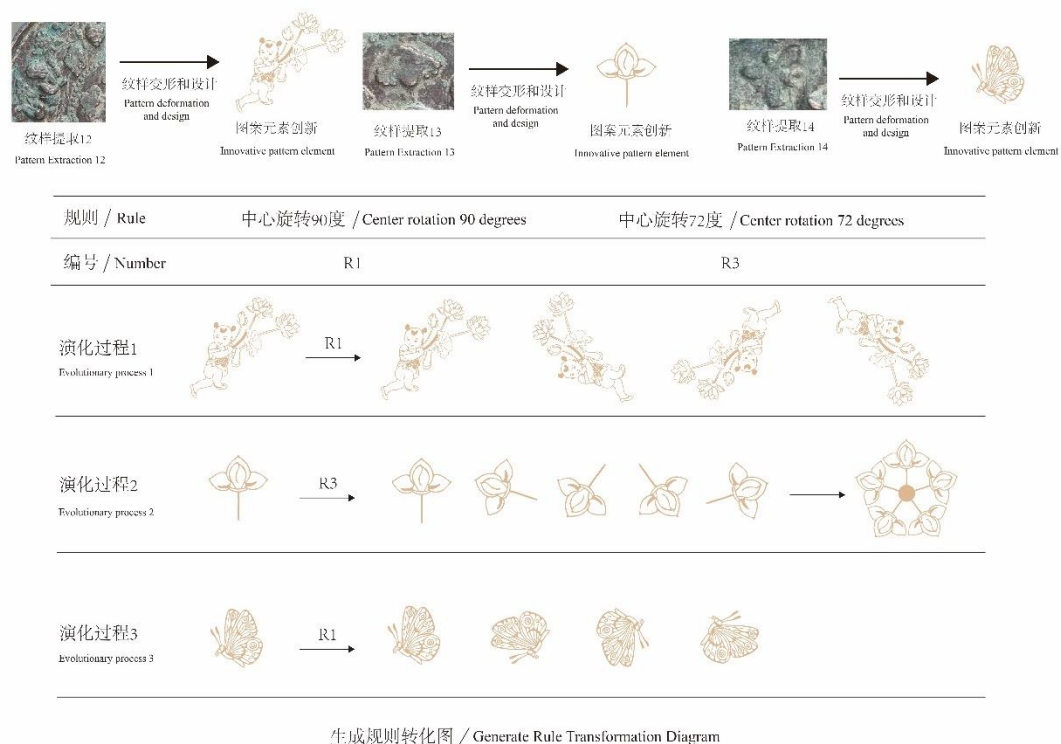 纹样变形和设计
Pattern deformation
and design
纹样提取12
Pattern Extraction 12
图案元素创新
Innovative pattern element
纹样变形和设计
Pattern deformation
and design
纹样提取13
Pattern Extraction 13
图案元素创新
Innovative pattern element
纹样变形和设计
Pattern deformation
and design
纹样提取14
Pattern Extraction 14
图案元素创新
Innovative pattern element
规则 / Rule 中心旋转90度 / Center rotation 90 degrees 中心旋转72度 / Center rotation 72 degrees
编号 / Number R1 R3
演化过程1 R1
Evolutionary process 1
演化过程2 R3
Evolutionary process 2
演化过程3 R1
Evolutionary process 3
生成规则转化图 / Generate Rule Transformation Diagram